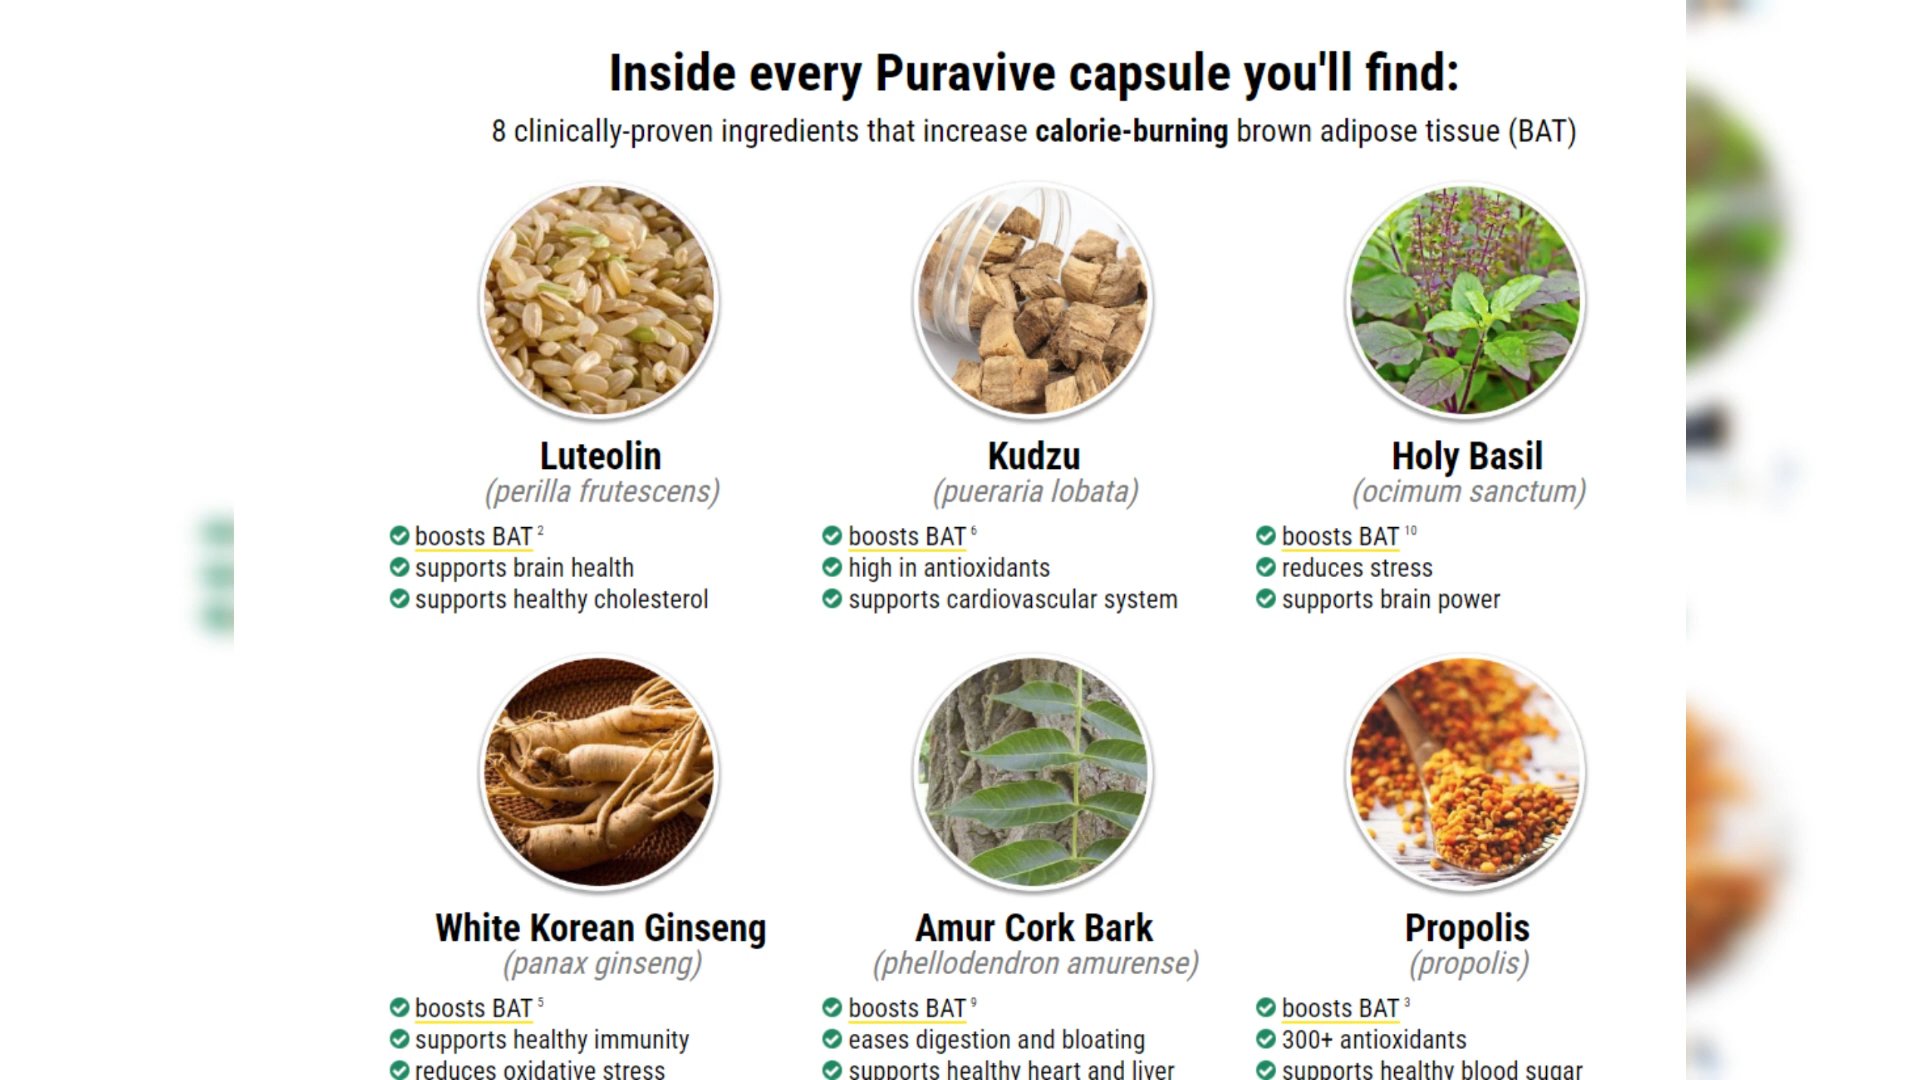 Inside every Puravive capsule you'll find:
8 clinically-proven ingredients that increase calorie-burning brown adipose tissue (BAT)
Luteolin
(perilla frutescens)
boosts BAT 2
supports brain health
supports healthy cholesterol
Kudzu
(pueraria lobata)
boosts BAT 6
high in antioxidants
supports cardiovascular system
Holy Basil
(ocimum sanctum)
boosts BAT 10
reduces stress
supports brain power
White Korean Ginseng
(panax ginseng)
boosts BAT 5
supports healthy immunity
reduces oxidative stress
Amur Cork Bark
(phellodendron amurense)
boosts BAT 9
eases digestion and bloating
supports healthy heart and liver
Propolis
(propolis)
boosts BAT 3
300+ antioxidants
supports healthy blood sugar